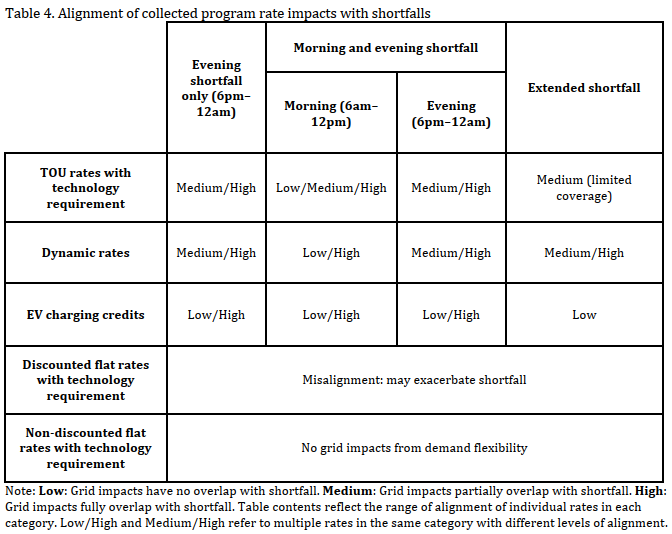 Table 4. Alignment of collected program rate impacts with shortfalls
Evening
shortfall
only (6pm–
12am)
Morning and evening shortfall
Extended shortfall
Morning (6am–
12pm)
Evening
(6pm–12am)
TOU rates with
technology
requirement
Medium/High
Low/Medium/High
Medium/High
Medium (limited
coverage)
Dynamic rates
Medium/High
Low/High
Medium/High
Medium/High
EV charging credits
Low/High
Low/High
Low/High
Low
Discounted flat rates
with technology
requirement
Misalignment: may exacerbate shortfall
Non-discounted flat
rates with technology
requirement
No grid impacts from demand flexibility
Note: Low: Grid impacts have no overlap with shortfall. Medium: Grid impacts partially overlap with shortfall. High:
Grid impacts fully overlap with shortfall. Table contents reflect the range of alignment of individual rates in each
category. Low/High and Medium/High refer to multiple rates in the same category with different levels of alignment.